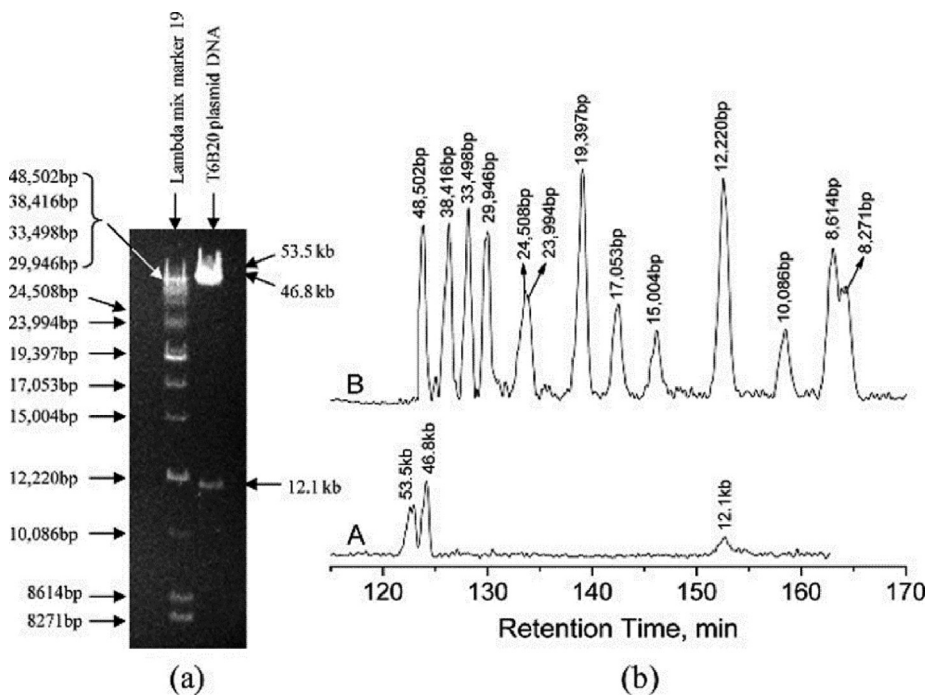 Lambda mix marker 19
T6B20 plasmid DNA
48,502bp
38,416bp
33,498bp
29,946bp
24,508bp
23,994bp
19,397bp
17,053bp
15,004bp
12,220bp
10,086bp
8614bp
8271bp
53.5 kb
46.8 kb
12.1 kb
(a)
48,502bp
38,416bp
33,498bp
29,946bp
24,508bp
23,994bp
19,397bp
17,053bp
15,004bp
12,220bp
10,086bp
8,614bp
8,271bp
B
53.5kb
46.8kb
12.1kb
A
120 130 140 150 160 170
Retention Time, min
(b)